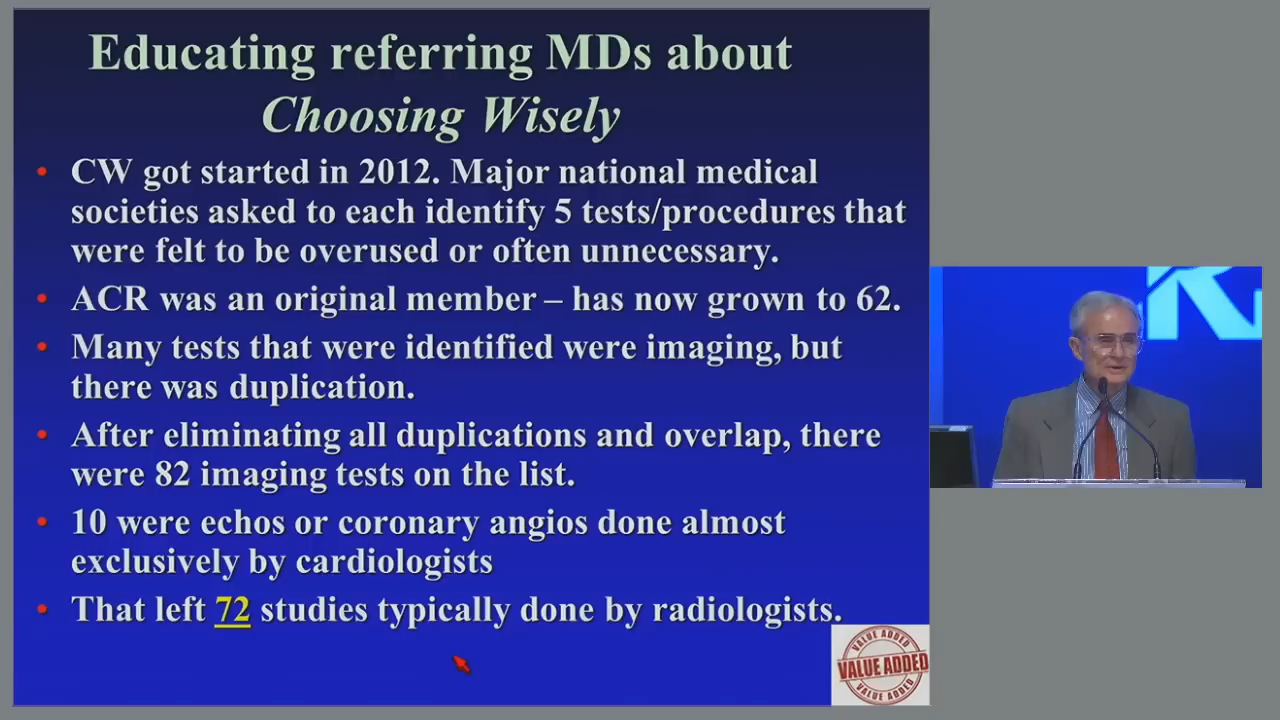 Educating referring MDs about
Choosing Wisely
• CW got started in 2012. Major national medical
societies asked to each identify 5 tests/procedures that
were felt to be overused or often unnecessary.
• ACR was an original member – has now grown to 62.
• Many tests that were identified were imaging, but
there was duplication.
• After eliminating all duplications and overlap, there
were 82 imaging tests on the list.
• 10 were echos or coronary angios done almost
exclusively by cardiologists
• That left 72 studies typically done by radiologists.
VALUE ADDED
VALUE ADDED
VALUE ADDED